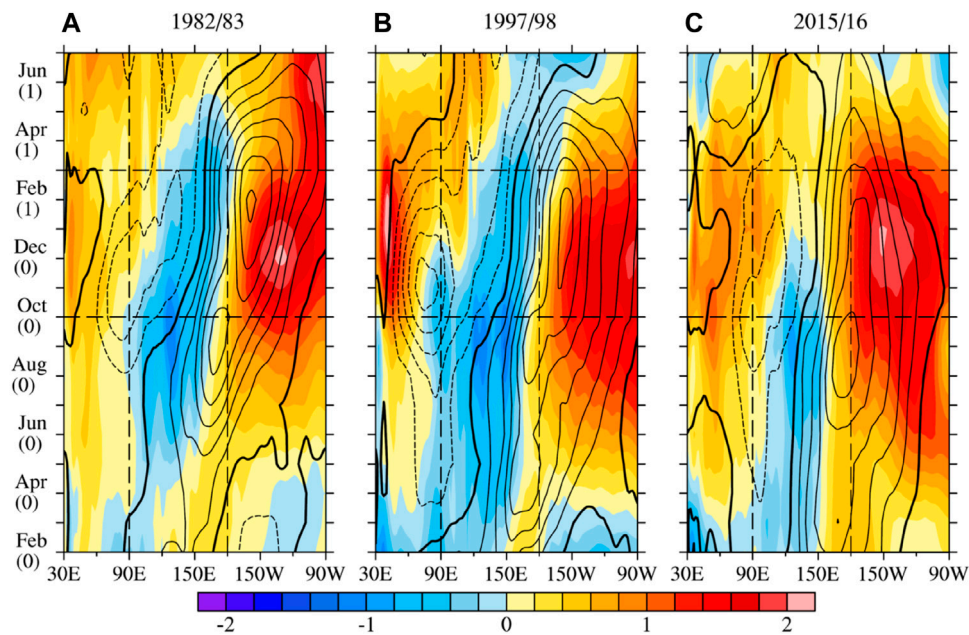 A 1982/83 B 1997/98 C 2015/16
Jun
(1)
Apr
(1)
Feb
(1)
Dec
(0)
Oct
(0)
Aug
(0)
Jun
(0)
Apr
(0)
Feb
(0)
30E 90E 150E 150W 90W 30E 90E 150E 150W 90W 30E 90E 150E 150W 90W
-2 -1 0 1 2